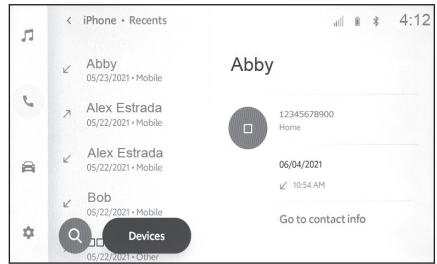 iPhone • Recents
4:12
Abby
05/23/2021 • Mobile
Alex Estrada
05/22/2021 • Mobile
Alex Estrada
05/22/2021 • Mobile
Bob
05/22/2021 • Mobile
05/22/2021 • Other
Devices
Abby
12345678900
Home
06/04/2021
10:54 AM
Go to contact info